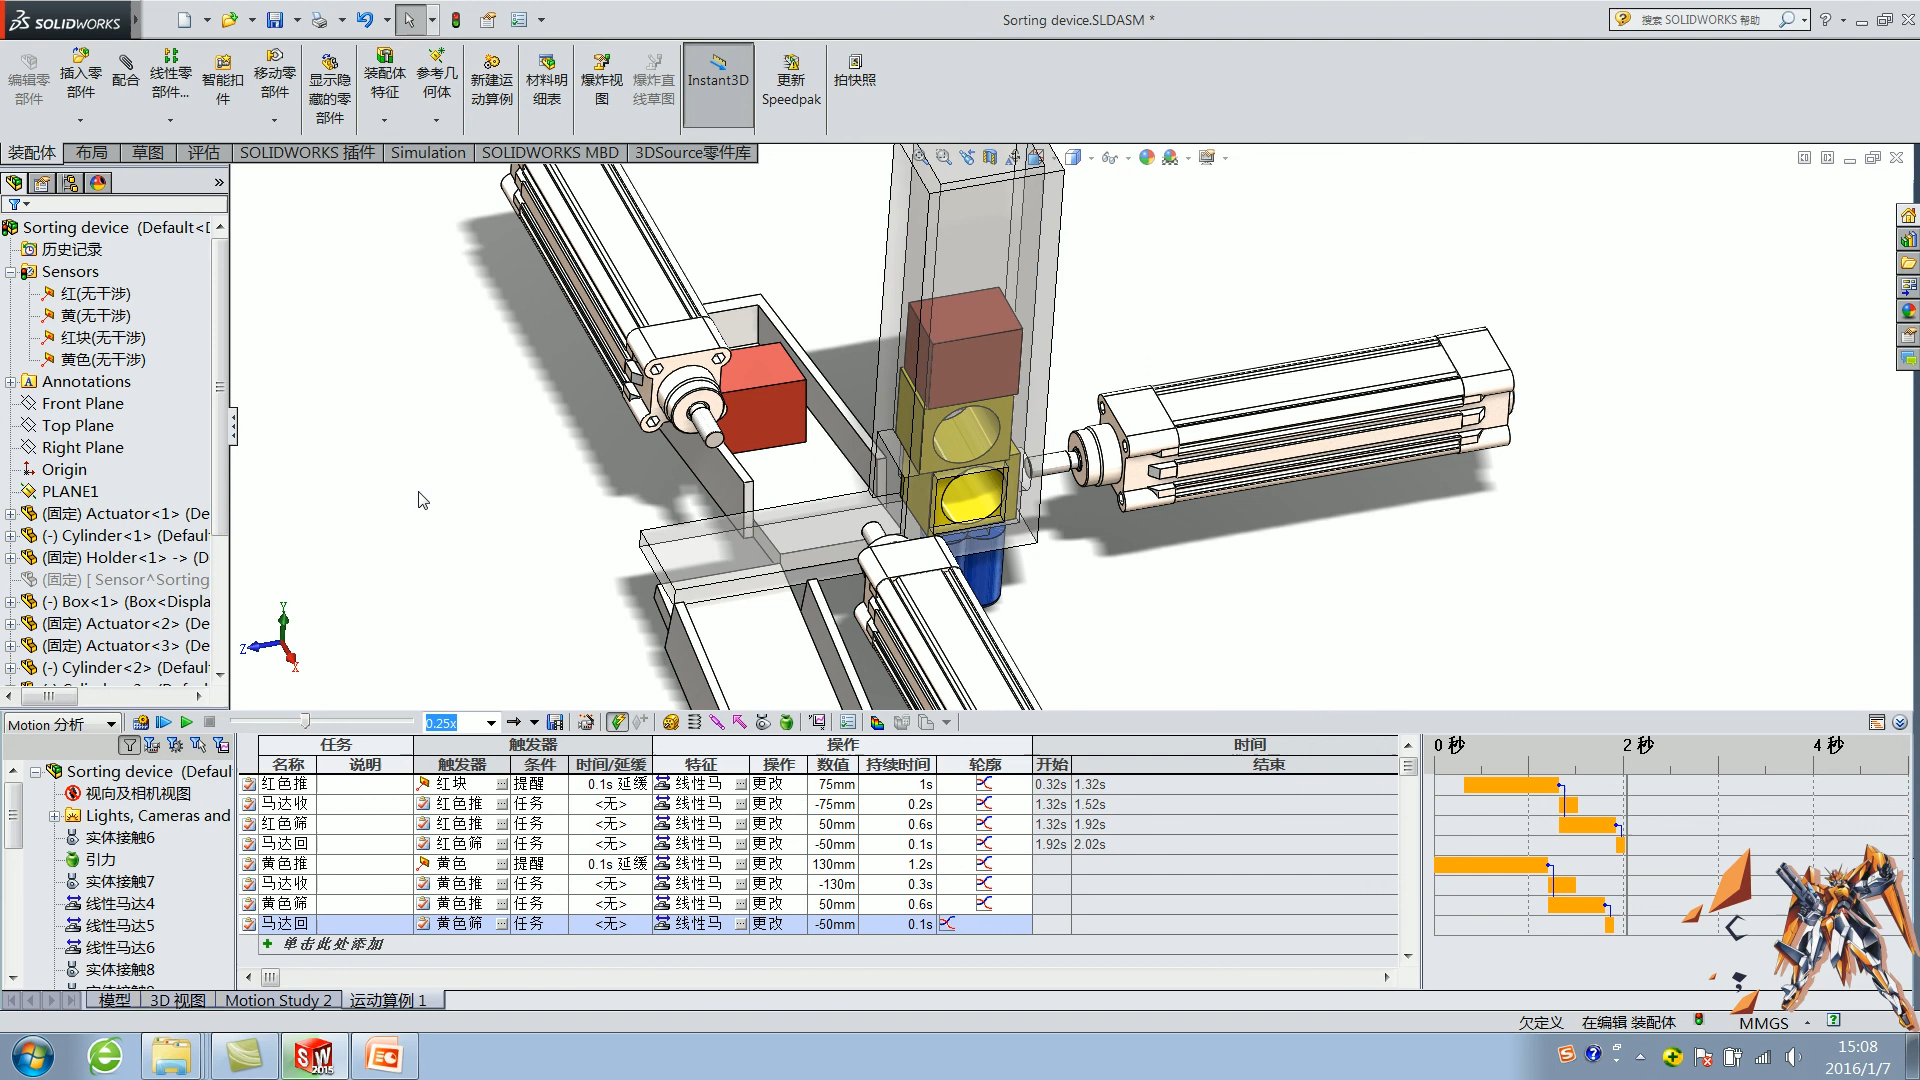 SOLIDWORKS
Sorting device.SLDASM *
搜索 SOLIDWORKS 帮助
编辑零部件
插入零部件
配合
线性零部件...
智能扣件
移动零部件
显示隐藏的零部件
装配体特征
参考几何体
新建运动算例
材料明细表
爆炸视图
爆炸直线草图
Instant3D
更新 Speedpak
拍快照
装配体 布局 草图 评估 SOLIDWORKS 插件 Simulation SOLIDWORKS MBD 3DSource零件库
Sorting device (Default<D
历史记录
Sensors
红(无干涉)
黄(无干涉)
红块(无干涉)
黄色(无干涉)
Annotations
Front Plane
Top Plane
Right Plane
Origin
PLANE1
(固定) Actuator<1> (De
(-) Cylinder<1> (Defaul
(固定) Holder<1> -> (D
(固定) [ Sensor^Sorting
(-) Box<1> (Box<Displa
(固定) Actuator<2> (De
(固定) Actuator<3> (De
(-) Cylinder<2> (Defaul
Y
Z
X
Motion 分析
0.25x
Sorting device (Defaul
视向及相机视图
Lights, Cameras and
实体接触6
引力
实体接触7
线性马达4
线性马达5
线性马达6
实体接触8
任务 触发器 操作 时间
名称 说明 触发器 条件 时间/延缓 特征 操作 数值 持续时间 轮廓 开始 结束
红色推 红块 提醒 0.1s 延缓 线性马 更改 75mm 1s 0.32s 1.32s
马达收 红色推 任务 <无> 线性马 更改 -75mm 0.2s 1.32s 1.52s
红色筛 红色推 任务 <无> 线性马 更改 50mm 0.6s 1.32s 1.92s
马达回 红色筛 任务 <无> 线性马 更改 -50mm 0.1s 1.92s 2.02s
黄色推 黄色 提醒 0.1s 延缓 线性马 更改 130mm 1.2s
马达收 黄色推 任务 <无> 线性马 更改 -130m 0.3s
黄色筛 黄色推 任务 <无> 线性马 更改 50mm 0.6s
马达回 黄色筛 任务 <无> 线性马 更改 -50mm 0.1s
单击此处添加
0 秒 2 秒 4 秒
模型 3D 视图 Motion Study 2 运动算例 1
欠定义 在编辑 装配体 MMGS
SW 2015
15:08
2016/1/7